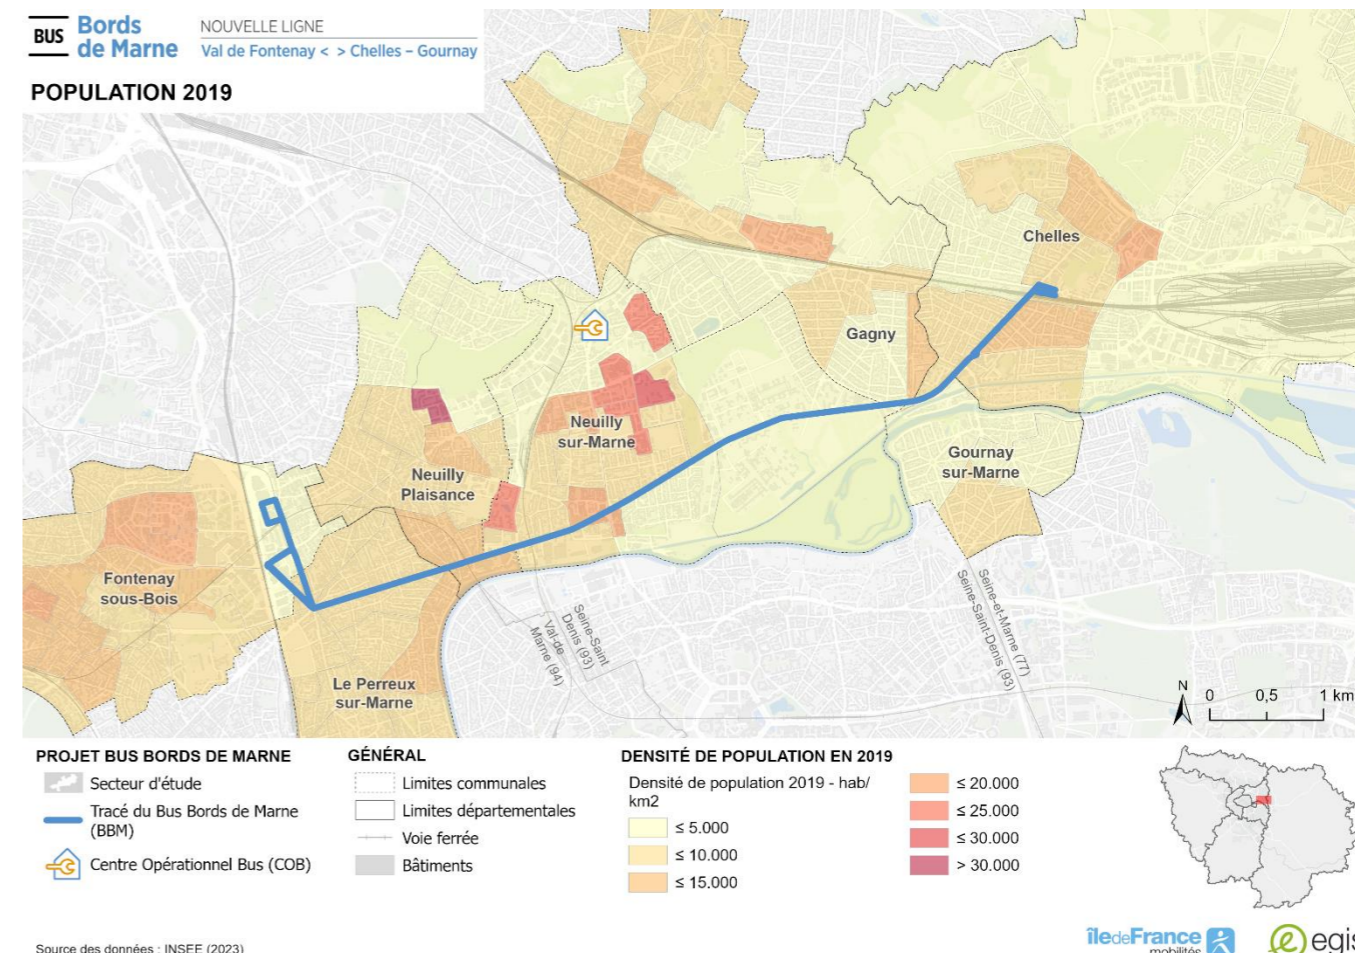 BUS
Bords
de Marne
NOUVELLE LIGNE
Val de Fontenay < > Chelles – Gournay
POPULATION 2019
Chelles
Gagny
Neuilly
sur-Marne
Gournay
sur-Marne
Neuilly
Plaisance
Fontenay
sous-Bois
Le Perreux
sur-Marne
Seine-Saint
Denis (93)
Val-de
Marne (94)
Seine-et-Marne (77)
Seine-Saint-Denis (93)
N
0 0,5 1 km
PROJET BUS BORDS DE MARNE
Secteur d'étude
Tracé du Bus Bords de Marne
(BBM)
Centre Opérationnel Bus (COB)
GÉNÉRAL
Limites communales
Limites départementales
Voie ferrée
Bâtiments
DENSITÉ DE POPULATION EN 2019
Densité de population 2019 - hab/
km2
≤ 5.000
≤ 10.000
≤ 15.000
≤ 20.000
≤ 25.000
≤ 30.000
> 30.000
Source des données : INSEE (2023)
îledeFrance
mobilités
egis